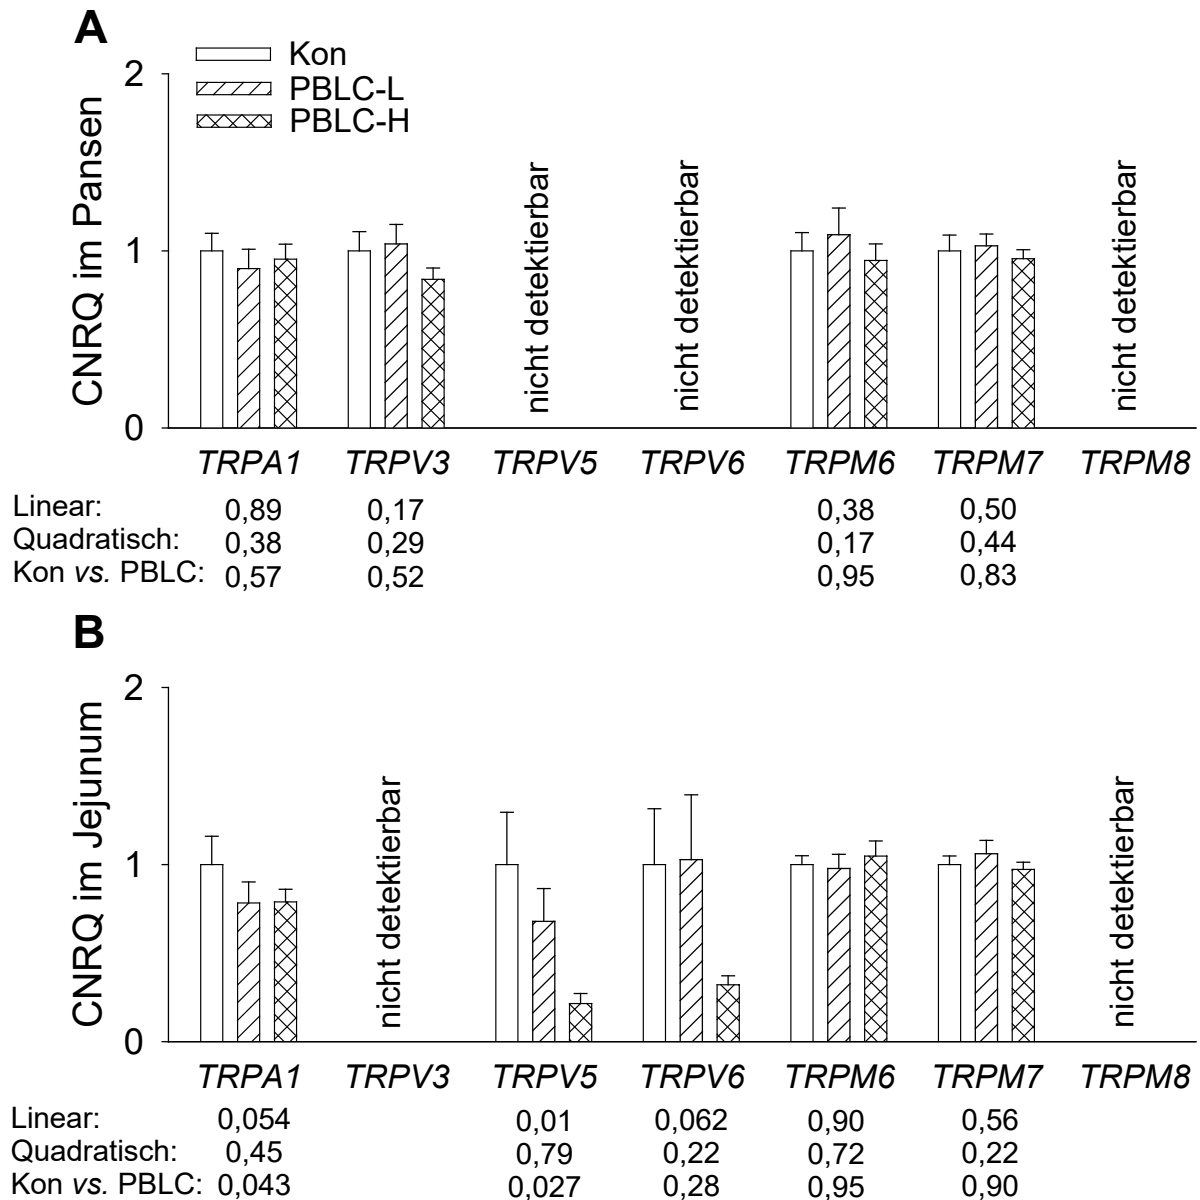 A
Kon
PBLC-L
PBLC-H
2
1
0
CNRQ im Pansen
nicht detektierbar
nicht detektierbar
nicht detektierbar
TRPA1 TRPV3 TRPV5 TRPV6 TRPM6 TRPM7 TRPM8
Linear: 0,89 0,17 0,38 0,50
Quadratisch: 0,38 0,29 0,17 0,44
Kon vs. PBLC: 0,57 0,52 0,95 0,83
B
2
1
0
CNRQ im Jejunum
nicht detektierbar
nicht detektierbar
TRPA1 TRPV3 TRPV5 TRPV6 TRPM6 TRPM7 TRPM8
Linear: 0,054 0,01 0,062 0,90 0,56
Quadratisch: 0,45 0,79 0,22 0,72 0,22
Kon vs. PBLC: 0,043 0,027 0,28 0,95 0,90